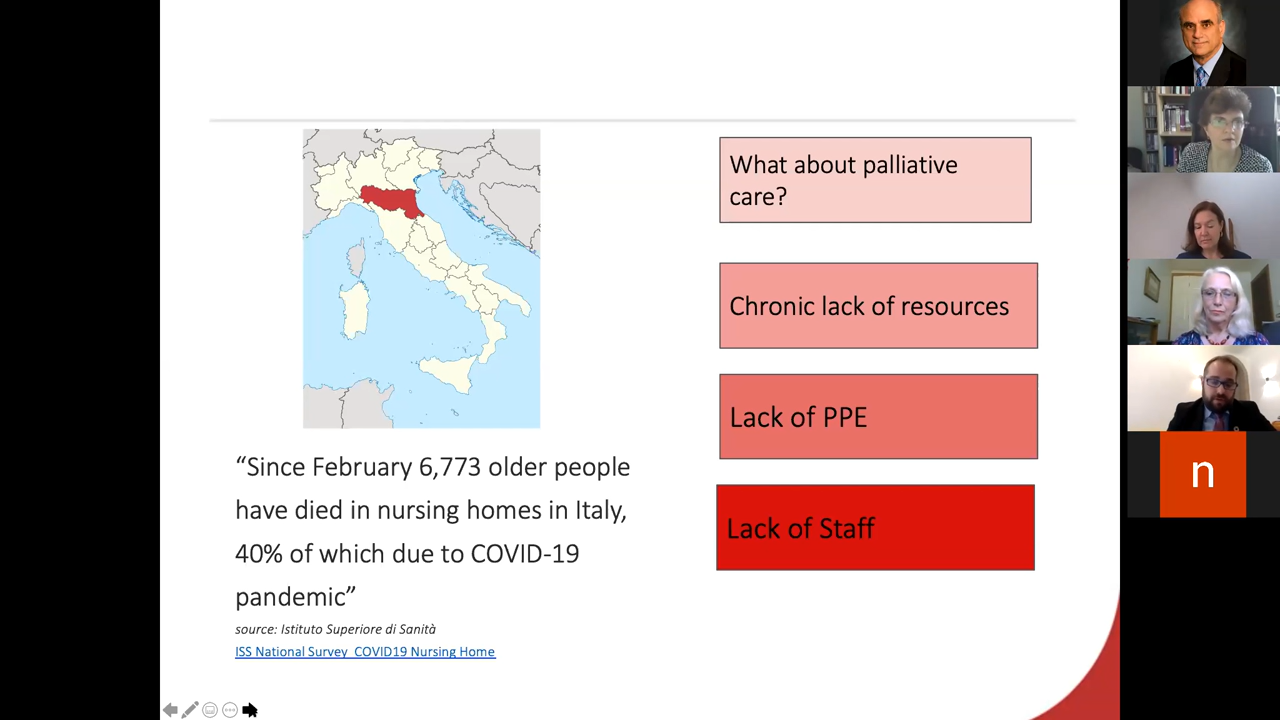 “Since February 6,773 older people
have died in nursing homes in Italy,
40% of which due to COVID-19
pandemic”
source: Istituto Superiore di Sanità
ISS National Survey COVID19 Nursing Home
What about palliative
care?
Chronic lack of resources
Lack of PPE
Lack of Staff
n